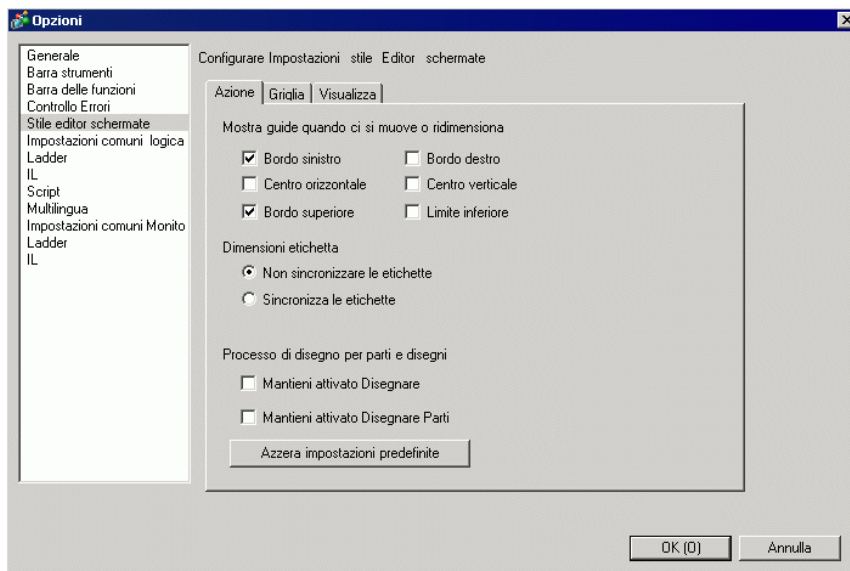 Opzioni
Generale
Barra strumenti
Barra delle funzioni
Controllo Errori
Stile editor schermate
Impostazioni comuni logica
Ladder
IL
Script
Multilingua
Impostazioni comuni Monito
Ladder
IL
Configurare Impostazioni stile Editor schermate
Azione Griglia Visualizza
Mostra guide quando ci si muove o ridimensiona
Bordo sinistro Bordo destro
Centro orizzontale Centro verticale
Bordo superiore Limite inferiore
Dimensioni etichetta
Non sincronizzare le etichette
Sincronizza le etichette
Processo di disegno per parti e disegni
Mantieni attivato Disegnare
Mantieni attivato Disegnare Parti
Azzera impostazioni predefinite
OK (O) Annulla